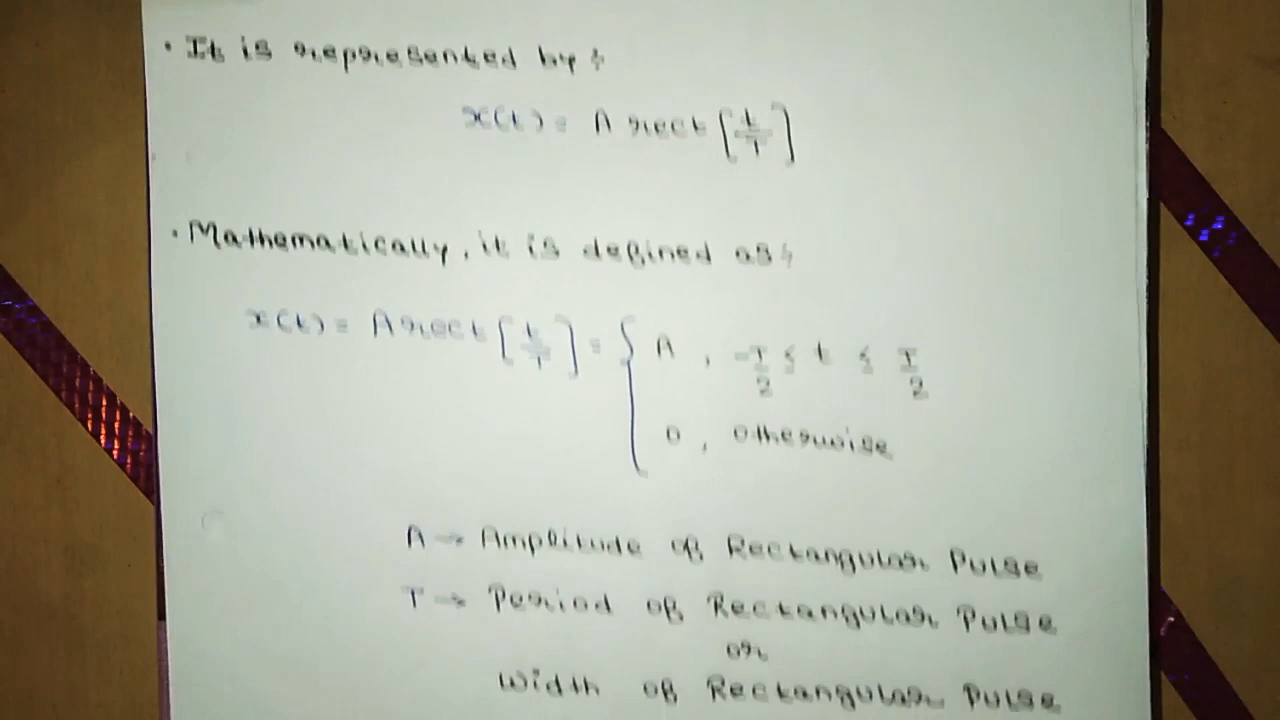 • It is represented by :
x(t) = A rect [t/T]
• Mathematically, it is defined as :
x(t) = A rect [t/T] = { A , -T/2 ≤ t ≤ T/2
0 , otherwise
A → Amplitude of Rectangular Pulse
T → Period of Rectangular Pulse
or
Width of Rectangular Pulse